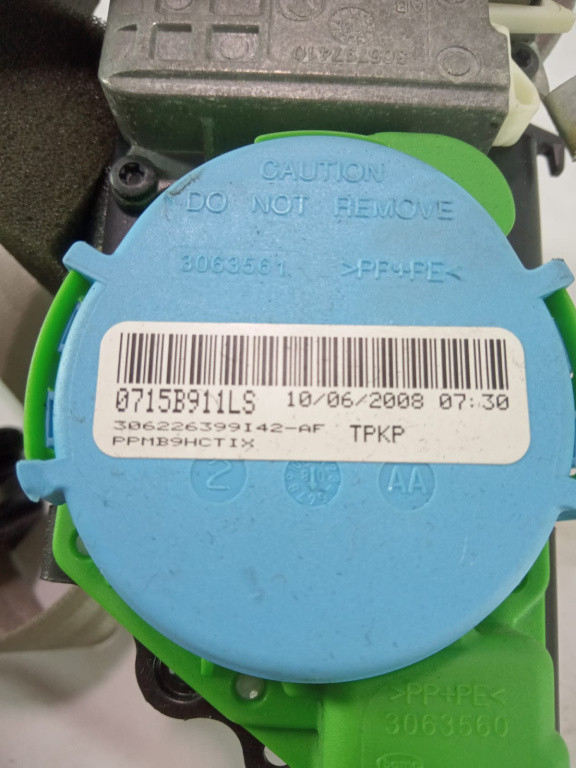 CAUTION
DO NOT REMOVE
3063561 >PP+PE<
0715B911LS 10/06/2008 07:30
306226399I42-AF TPKP
PPMB9HCTIX
2 AA
>PP+PE<
3063560